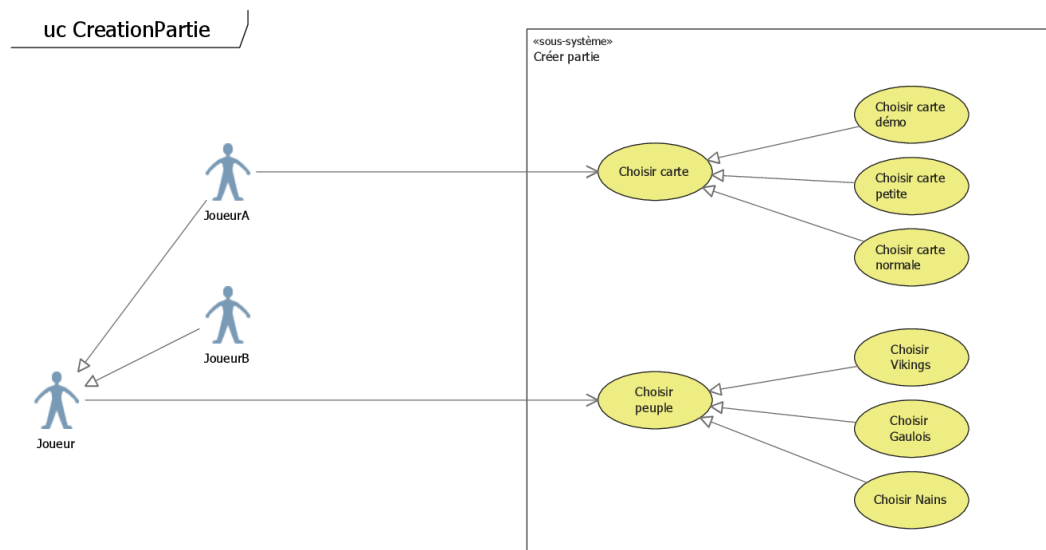 uc CreationPartie
«sous-système»
Créer partie
JoueurA
JoueurB
Joueur
Choisir carte
Choisir carte
démo
Choisir carte
petite
Choisir carte
normale
Choisir
peuple
Choisir
Vikings
Choisir
Gaulois
Choisir Nains